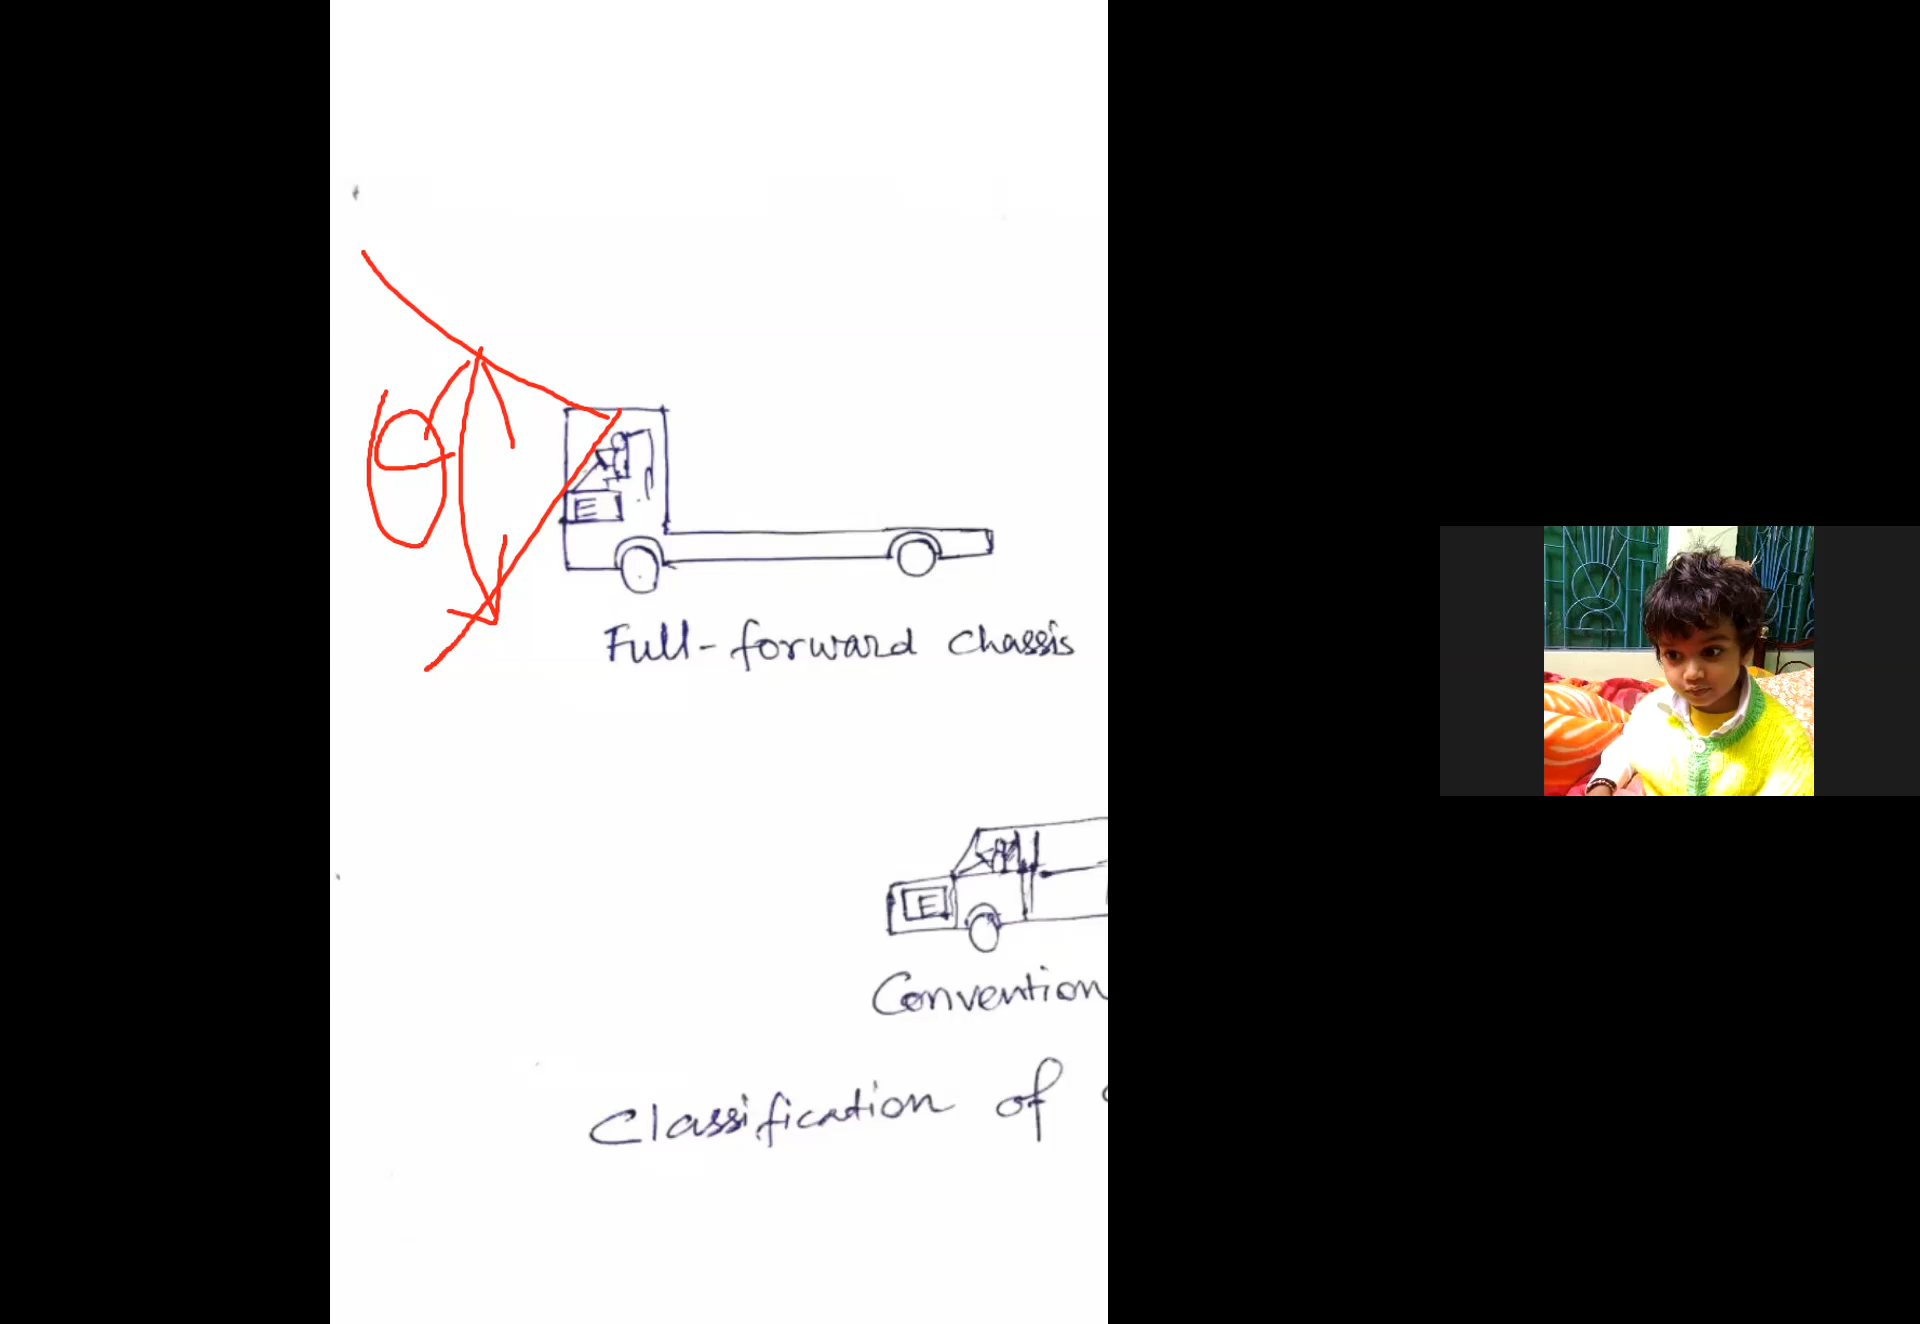 E
Full-forward chassis
E
Convention
Classification of